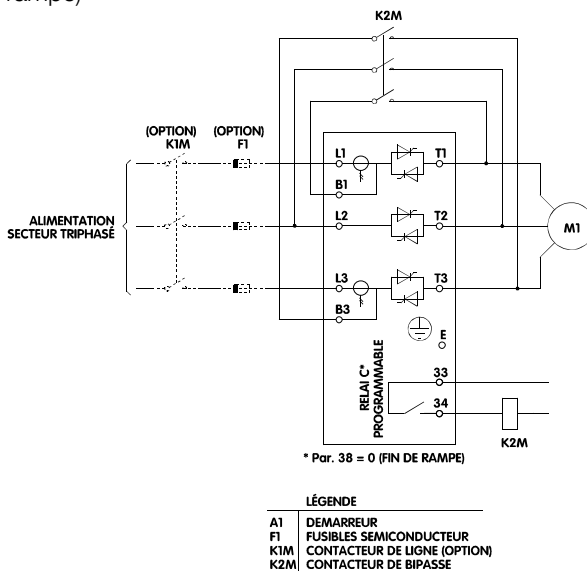 rampe)
K2M
(OPTION)
K1M
(OPTION)
F1
L1
T1
B1
ALIMENTATION
SECTEUR TRIPHASÉ
L2
T2
M1
L3
T3
B3
E
RELAI C*
PROGRAMMABLE
33
34
K2M
* Par. 38 = 0 (FIN DE RAMPE)
LÉGENDE
A1 DEMARREUR
F1 FUSIBLES SEMICONDUCTEUR
K1M CONTACTEUR DE LIGNE (OPTION)
K2M CONTACTEUR DE BIPASSE